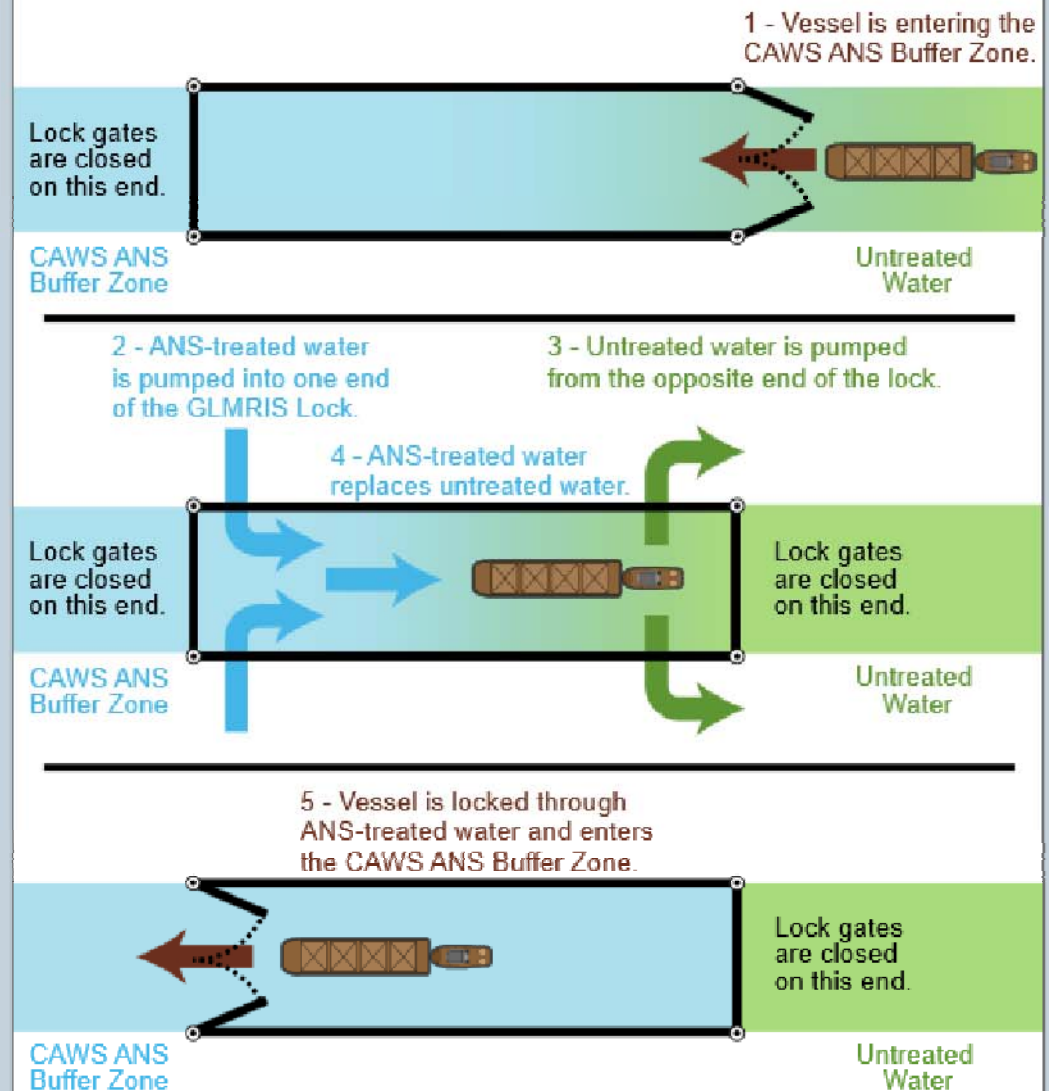 1 - Vessel is entering the
CAWS ANS Buffer Zone.
Lock gates
are closed
on this end.
CAWS ANS
Buffer Zone
Untreated
Water
2 - ANS-treated water
is pumped into one end
of the GLMRIS Lock.
3 - Untreated water is pumped
from the opposite end of the lock.
4 - ANS-treated water
replaces untreated water.
Lock gates
are closed
on this end.
Lock gates
are closed
on this end.
CAWS ANS
Buffer Zone
Untreated
Water
5 - Vessel is locked through
ANS-treated water and enters
the CAWS ANS Buffer Zone.
Lock gates
are closed
on this end.
CAWS ANS
Buffer Zone
Untreated
Water